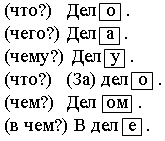 (что?) Дел о .
(чего?) Дел а .
(чему?) Дел у .
(что?) (За) дел о .
(чем?) Дел ом .
(в чем?) В дел е .